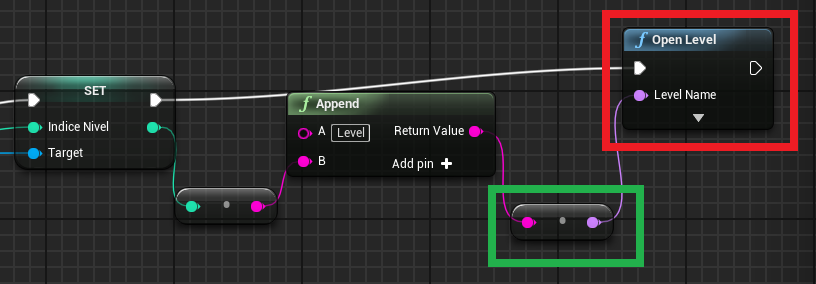 SET
Indice Nivel
Target
f Append
A Level Return Value
B Add pin
f Open Level
Level Name